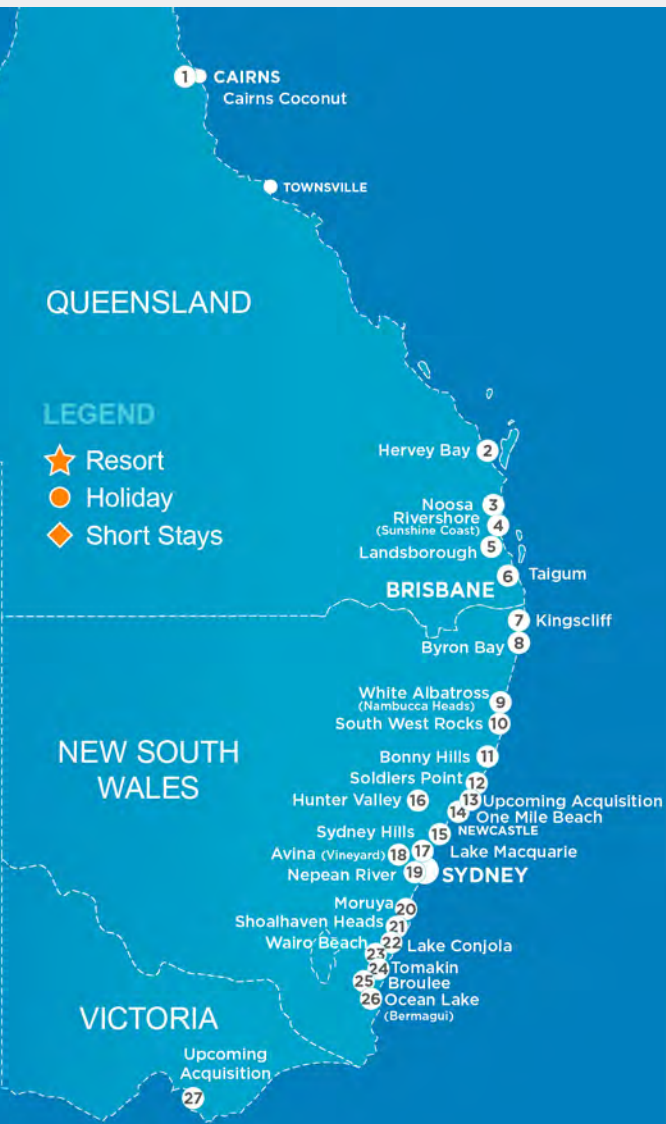 1 CAIRNS
Cairns Coconut
TOWNSVILLE
QUEENSLAND
LEGEND
Resort
Holiday
Short Stays
Hervey Bay 2
Noosa 3
Rivershore 4
(Sunshine Coast)
Landsborough 5
6 Taigum
BRISBANE
7 Kingscliff
Byron Bay 8
White Albatross 9
(Nambucca Heads)
South West Rocks 10
NEW SOUTH
WALES
Bonny Hills 11
Soldiers Point 12
Hunter Valley 16
13 Upcoming Acquisition
14 One Mile Beach
Sydney Hills 15 NEWCASTLE
17 Lake Macquarie
Avina (Vineyard) 18
Nepean River 19 SYDNEY
Moruya 20
Shoalhaven Heads 21
Wairo Beach 22 Lake Conjola
23
24 Tomakin
25 Broulee
26 Ocean Lake
(Bermagui)
VICTORIA
Upcoming
Acquisition
27